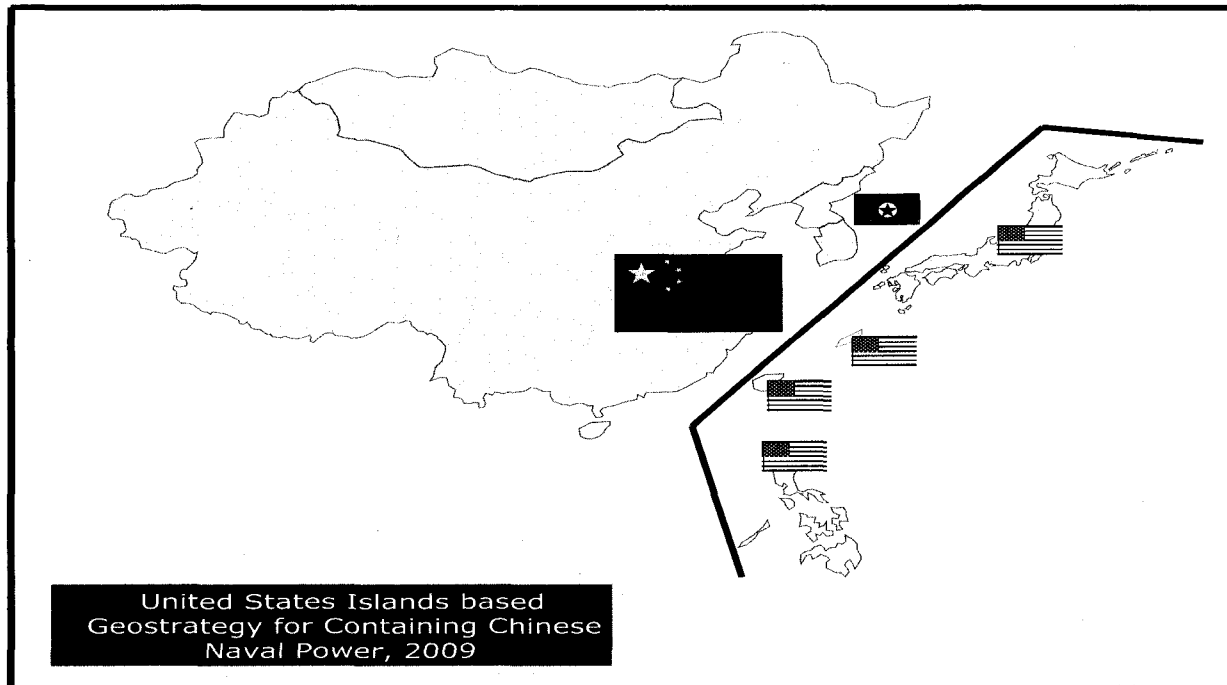 United States Islands based
Geostrategy for Containing Chinese
Naval Power, 2009